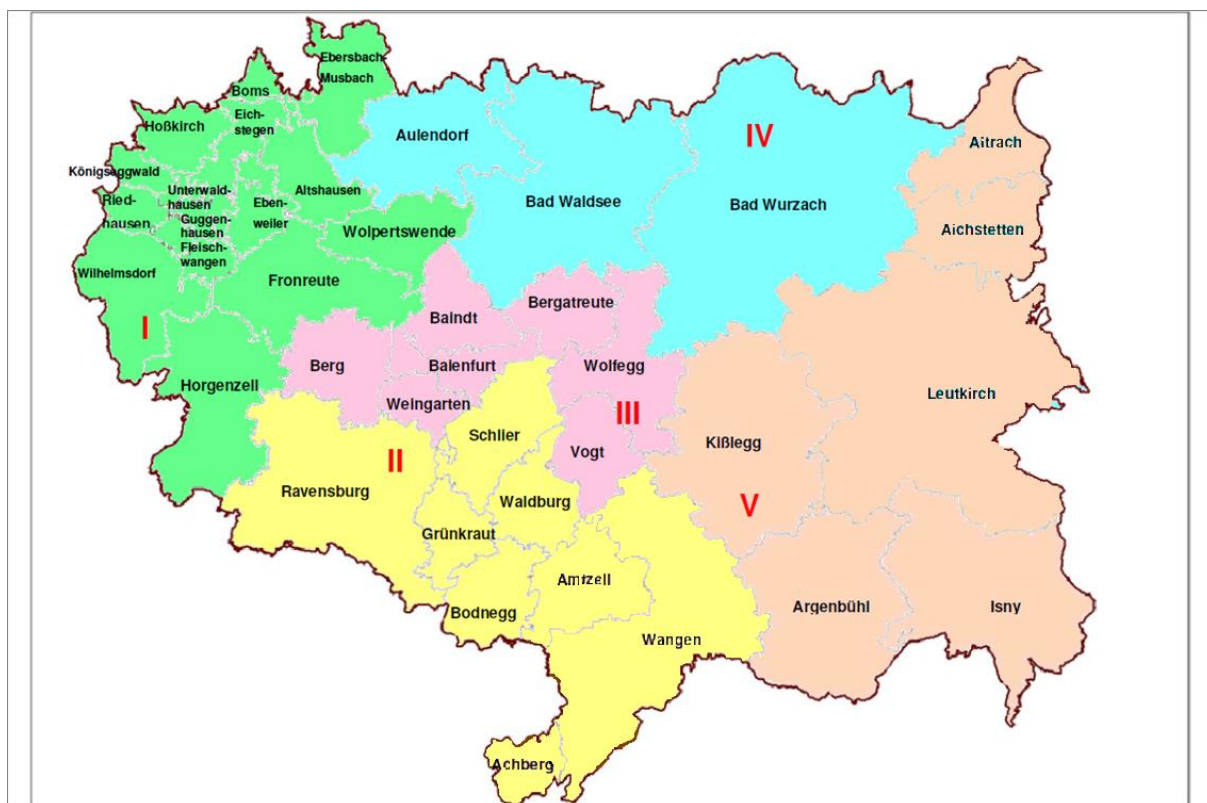 Ebersbach-
Musbach
Boms
Eich-
stegen
Hoßkirch
Königseggwald
Unterwald-
hausen
Ried-
hausen
Guggen-
hausen
Fleisch-
wangen
Eben-
weiler
Altshausen
Wilhelmsdorf
Fronreute
Wolpertswende
I
Horgenzell
Aulendorf
Bad Waldsee
IV
Bad Wurzach
Aitrach
Aichstetten
Baindt
Bergatreute
Berg
Baienfurt
Wolfegg
Weingarten
III
Vogt
Schlier
II
Ravensburg
Waldburg
Grünkraut
Bodnegg
Amtzell
Wangen
Achberg
Leutkirch
Kißlegg
V
Argenbühl
Isny